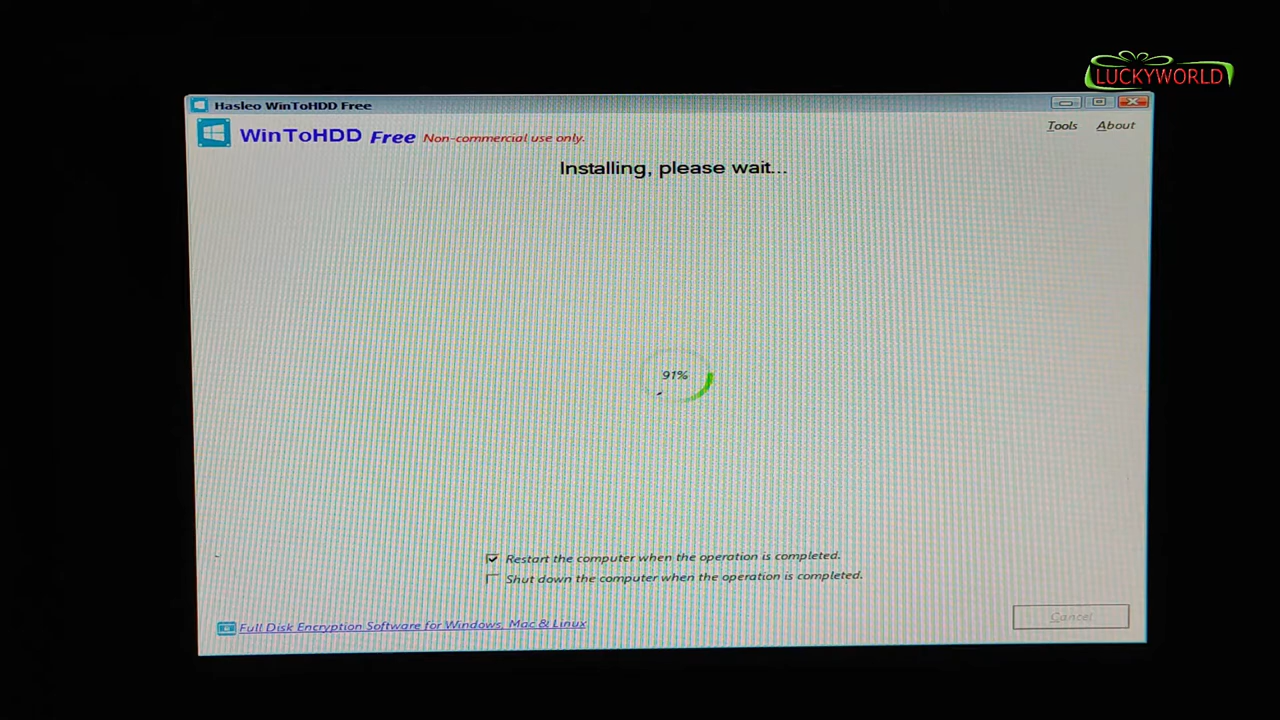 LUCKYWORLD
Hasleo WinToHDD Free
WinToHDD Free Non-commercial use only.
Tools About
Installing, please wait...
91%
Restart the computer when the operation is completed.
Shut down the computer when the operation is completed.
Full Disk Encryption Software for Windows, Mac & Linux
Cancel